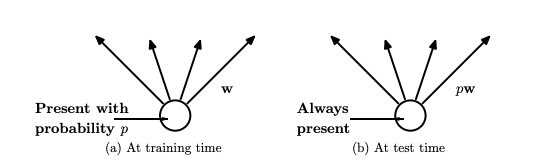 w
Present with
probability p
(a) At training time
pw
Always
present
(b) At test time